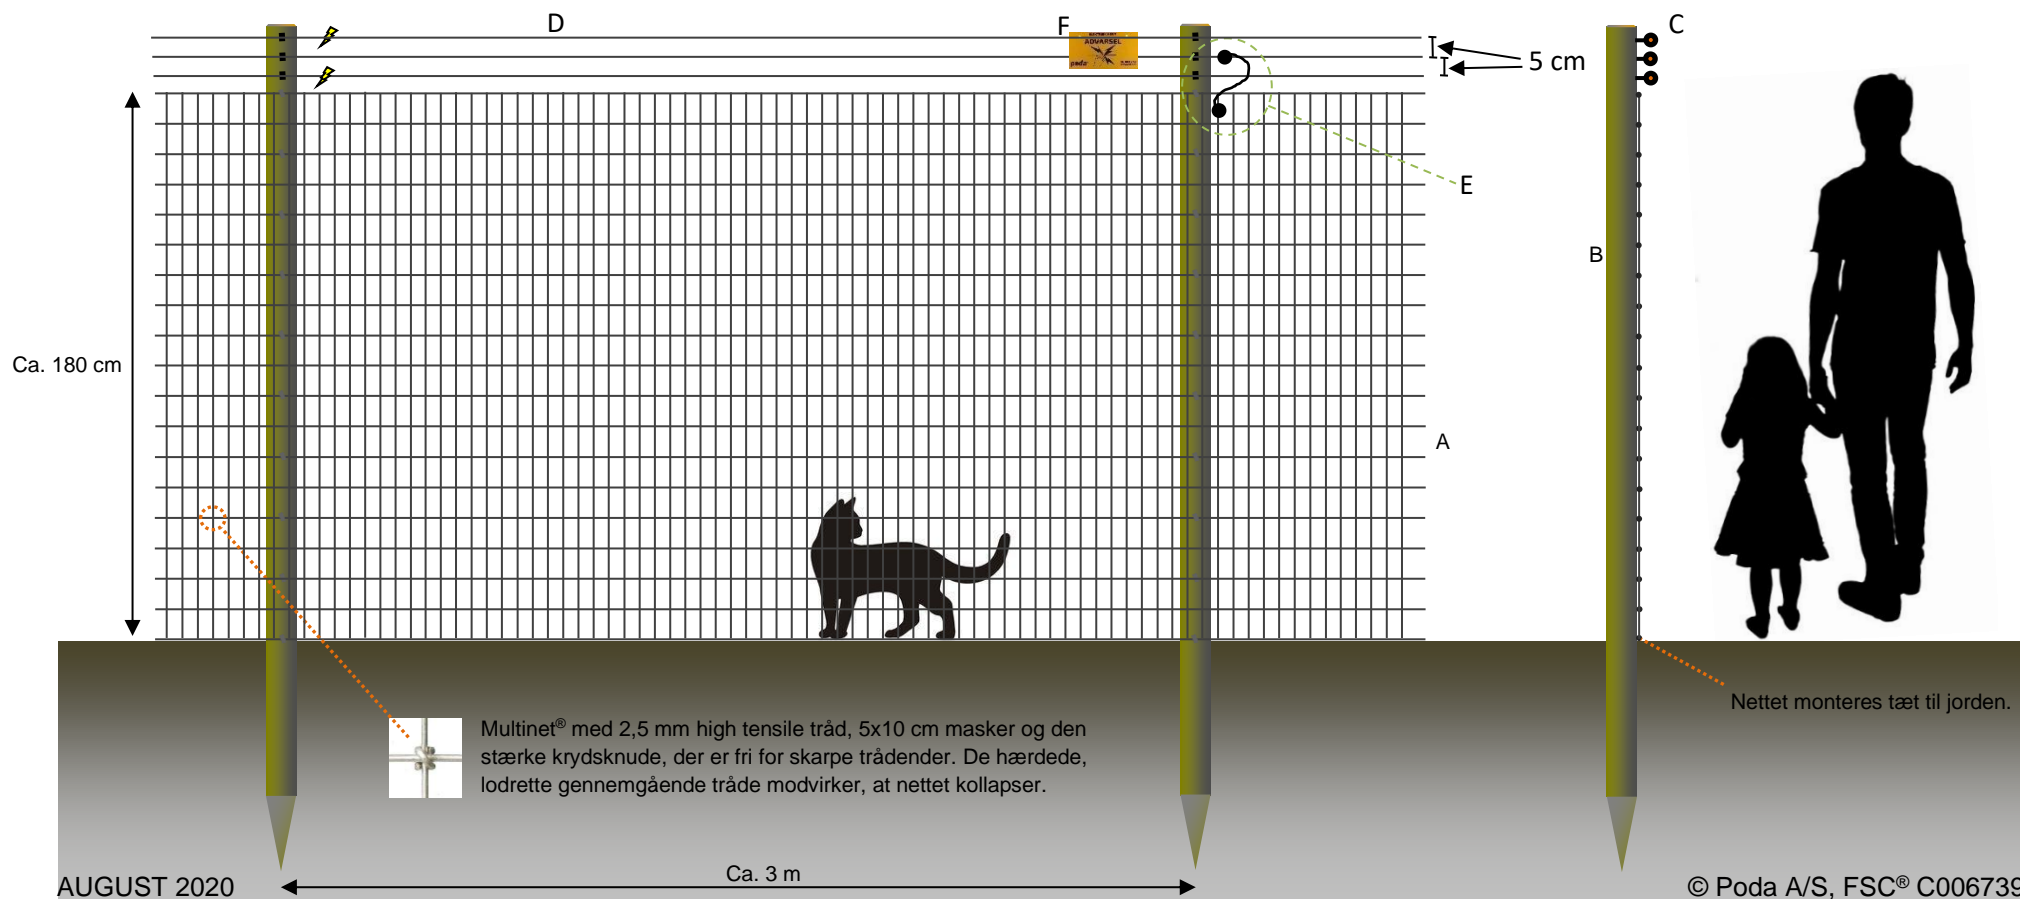 D
F
C
ADVARSEL
poda
5 cm
E
B
Ca. 180 cm
A
Nettet monteres tæt til jorden.
Multinet® med 2,5 mm high tensile tråd, 5x10 cm masker og den
stærke krydsknude, der er fri for skarpe trådender. De hærdede,
lodrette gennemgående tråde modvirker, at nettet kollapser.
Ca. 3 m
AUGUST 2020
© Poda A/S, FSC® C006739